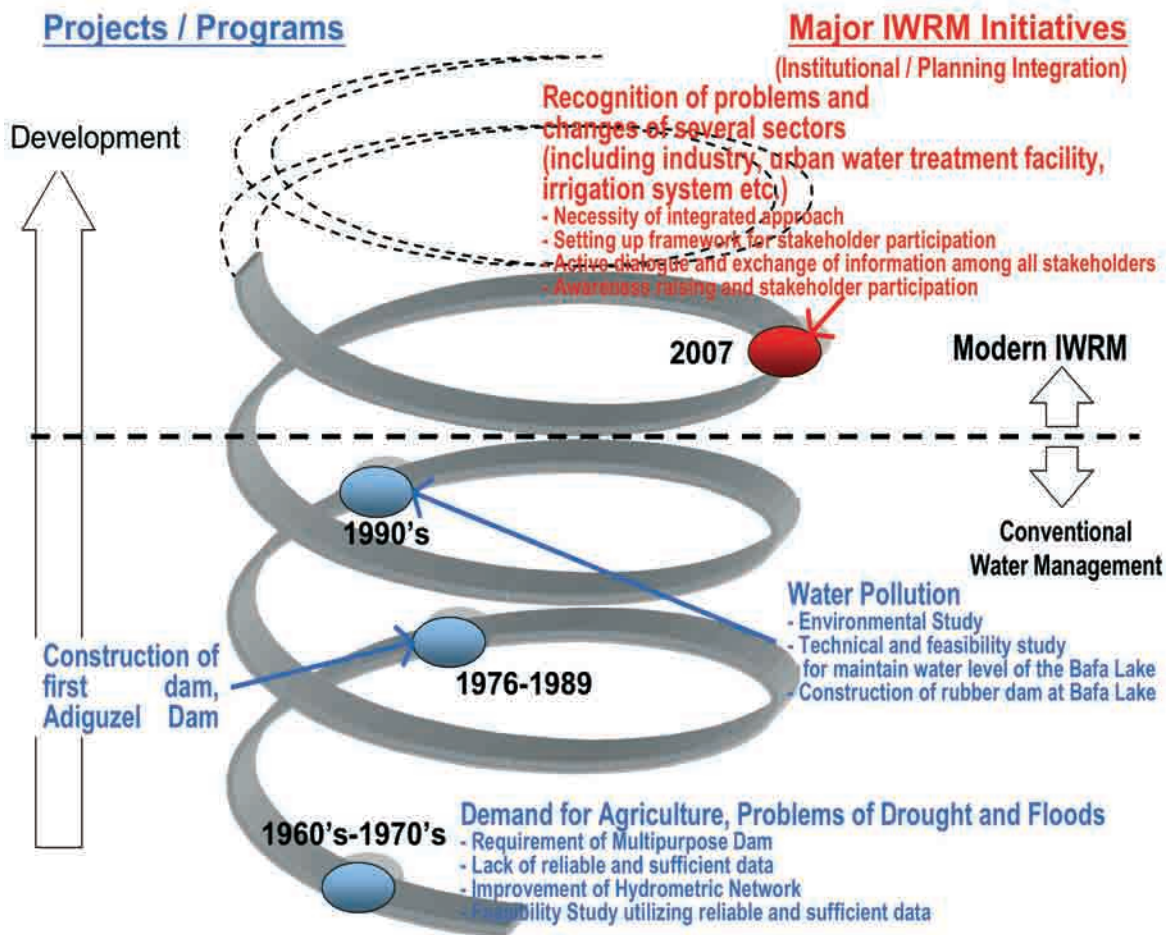 Projects / Programs
Major IWRM Initiatives
(Institutional / Planning Integration)
Development
Recognition of problems and
changes of several sectors
(including industry, urban water treatment facility,
irrigation system etc.)
- Necessity of integrated approach
- Setting up framework for stakeholder participation
- Active dialogue and exchange of information among all stakeholders
- Awareness raising and stakeholder participation
2007
Modern IWRM
1990's
Conventional
Water Management
Water Pollution
- Environmental Study
- Technical and feasibility study
for maintain water level of the Bafa Lake
- Construction of rubber dam at Bafa Lake
Construction of
first dam,
Adiguzel Dam
1976-1989
1960's-1970's
Demand for Agriculture, Problems of Drought and Floods
- Requirement of Multipurpose Dam
- Lack of reliable and sufficient data
- Improvement of Hydrometric Network
- Feasibility Study utilizing reliable and sufficient data